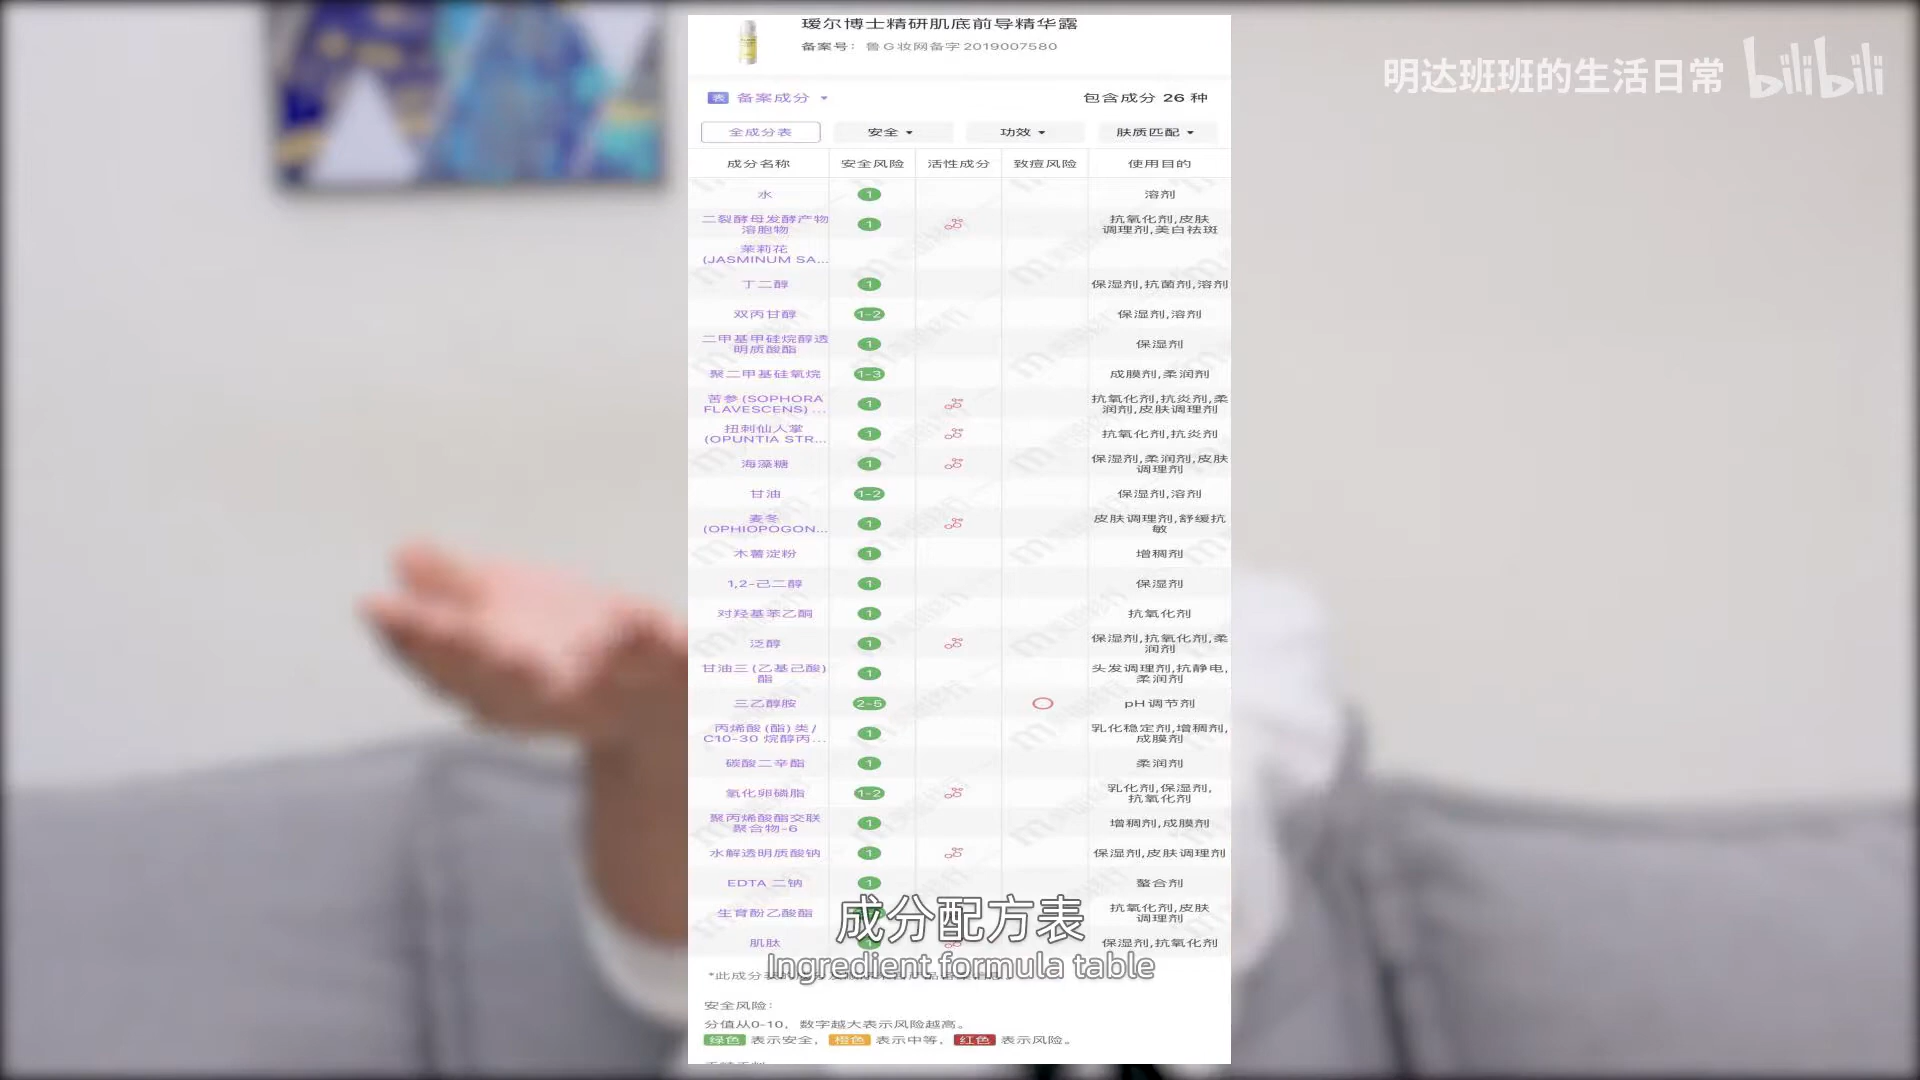 瑷尔博士精研肌底前导精华露
备案号: 鲁G妆网备字2019007580
明达班班的生活日常 bilibili
表 备案成分
包含成分 26 种
全成分表 安全 功效 肤质匹配
成分名称 安全风险 活性成分 致痘风险 使用目的
水 1 溶剂
二裂酵母发酵产物溶胞物 1 抗氧化剂,皮肤调理剂,美白祛斑
茉莉花(JASMINUM SA...
丁二醇 1 保湿剂,抗菌剂,溶剂
双丙甘醇 1-2 保湿剂,溶剂
二甲基甲硅烷醇透明质酸酯 1 保湿剂
聚二甲基硅氧烷 1-3 成膜剂,柔润剂
苦参(SOPHORA FLAVESCENS)... 1 抗氧化剂,抗炎剂,柔润剂,皮肤调理剂
扭刺仙人掌(OPUNTIA STR... 1 抗氧化剂,抗炎剂
海藻糖 1 保湿剂,柔润剂,皮肤调理剂
甘油 1-2 保湿剂,溶剂
麦冬(OPHIOPOGON... 1 皮肤调理剂,舒缓抗敏
木薯淀粉 1 增稠剂
1,2-己二醇 1 保湿剂
对羟基苯乙酮 1 抗氧化剂
泛醇 1 保湿剂,抗氧化剂,柔润剂
甘油三(乙基己酸)酯 1 头发调理剂,抗静电,柔润剂
三乙醇胺 2-5 pH调节剂
丙烯酸(酯)类/C10-30 烷醇丙... 1 乳化稳定剂,增稠剂,成膜剂
碳酸二辛酯 1 柔润剂
氢化卵磷脂 1-2 乳化剂,保湿剂,抗氧化剂
聚丙烯酸酯交联聚合物-6 1 增稠剂,成膜剂
水解透明质酸钠 1 保湿剂,皮肤调理剂
EDTA 二钠 1 螯合剂
生育酚乙酸酯 抗氧化剂,皮肤调理剂
肌肽 1 保湿剂,抗氧化剂
成分配方表
Ingredient formula table
*此成分
安全风险:
分值从0-10，数字越大表示风险越高。
绿色 表示安全，橙色 表示中等，红色 表示风险。